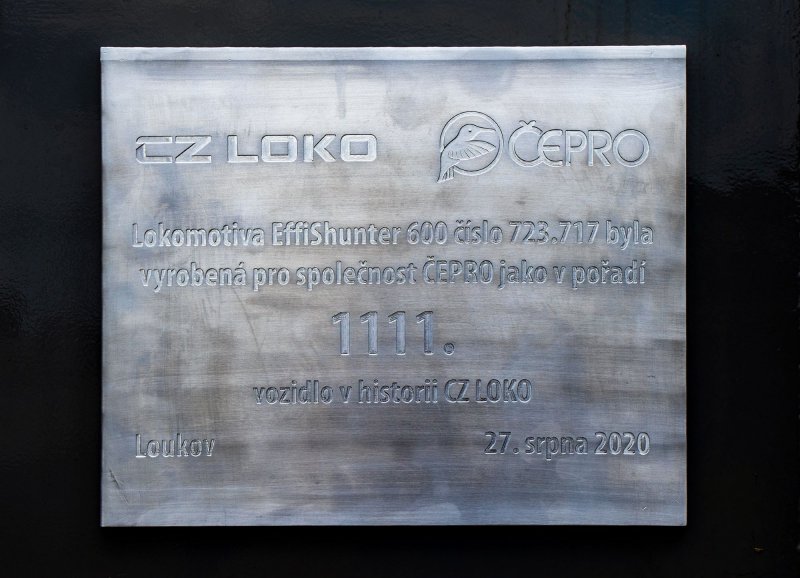 CZ LOKO ČEPRO
Lokomotiva EffiShunter 600 číslo 723.717 byla
vyrobená pro společnost ČEPRO jako v pořadí
1111.
vozidlo v historii CZ LOKO
Loukov 27. srpna 2020